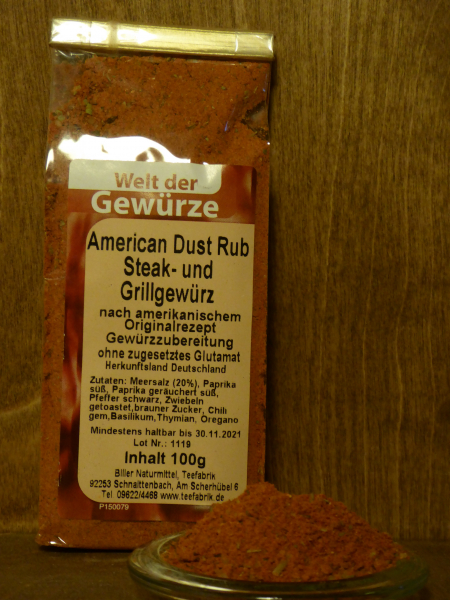 Welt der
Gewürze
American Dust Rub
Steak- und
Grillgewürz
nach amerikanischem
Originalrezept
Gewürzzubereitung
ohne zugesetztes Glutamat
Herkunftsland Deutschland
Zutaten: Meersalz (20%), Paprika
süß, Paprika geräuchert süß,
Pfeffer schwarz, Zwiebeln
getoastet,brauner Zucker, Chili
gem,Basilikum,Thymian, Oregano
Mindestens haltbar bis 30.11.2021
Lot Nr.: 1119
Inhalt 100g
Biller Naturmittel, Teefabrik
92253 Schnaittenbach, Am Scherhübel 6
Tel 09622/4468 www.teefabrik.de
P150079